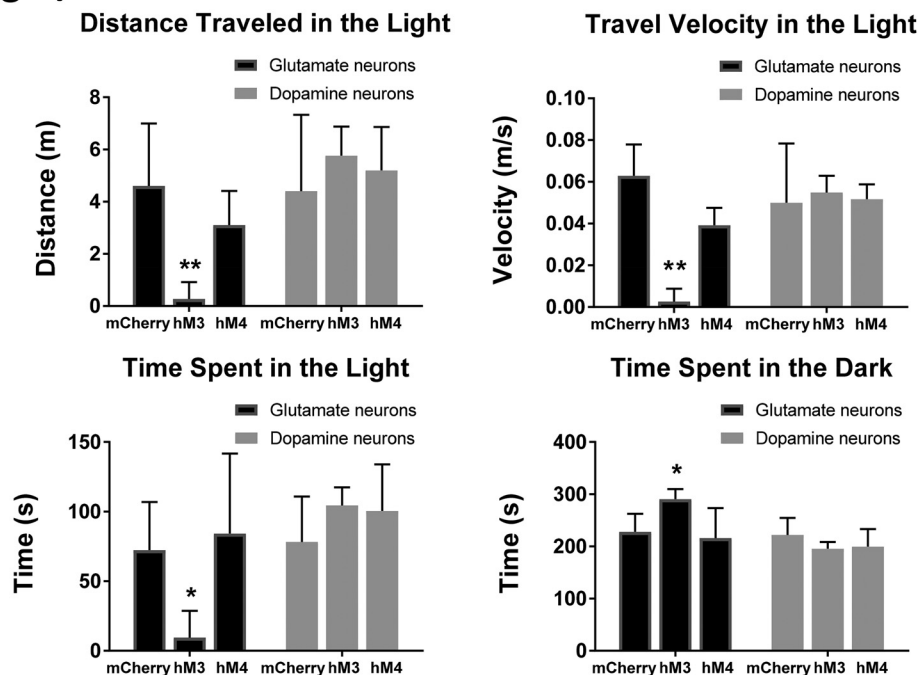 Distance Traveled in the Light
Glutamate neurons
Dopamine neurons
Distance (m)
8
6
4
2
0
**
mCherry hM3 hM4 mCherry hM3 hM4
Travel Velocity in the Light
Glutamate neurons
Dopamine neurons
Velocity (m/s)
0.10
0.08
0.06
0.04
0.02
0.00
**
mCherry hM3 hM4 mCherry hM3 hM4
Time Spent in the Light
Glutamate neurons
Dopamine neurons
Time (s)
150
100
50
0
*
mCherry hM3 hM4 mCherry hM3 hM4
Time Spent in the Dark
Glutamate neurons
Dopamine neurons
Time (s)
400
300
200
100
0
*
mCherry hM3 hM4 mCherry hM3 hM4